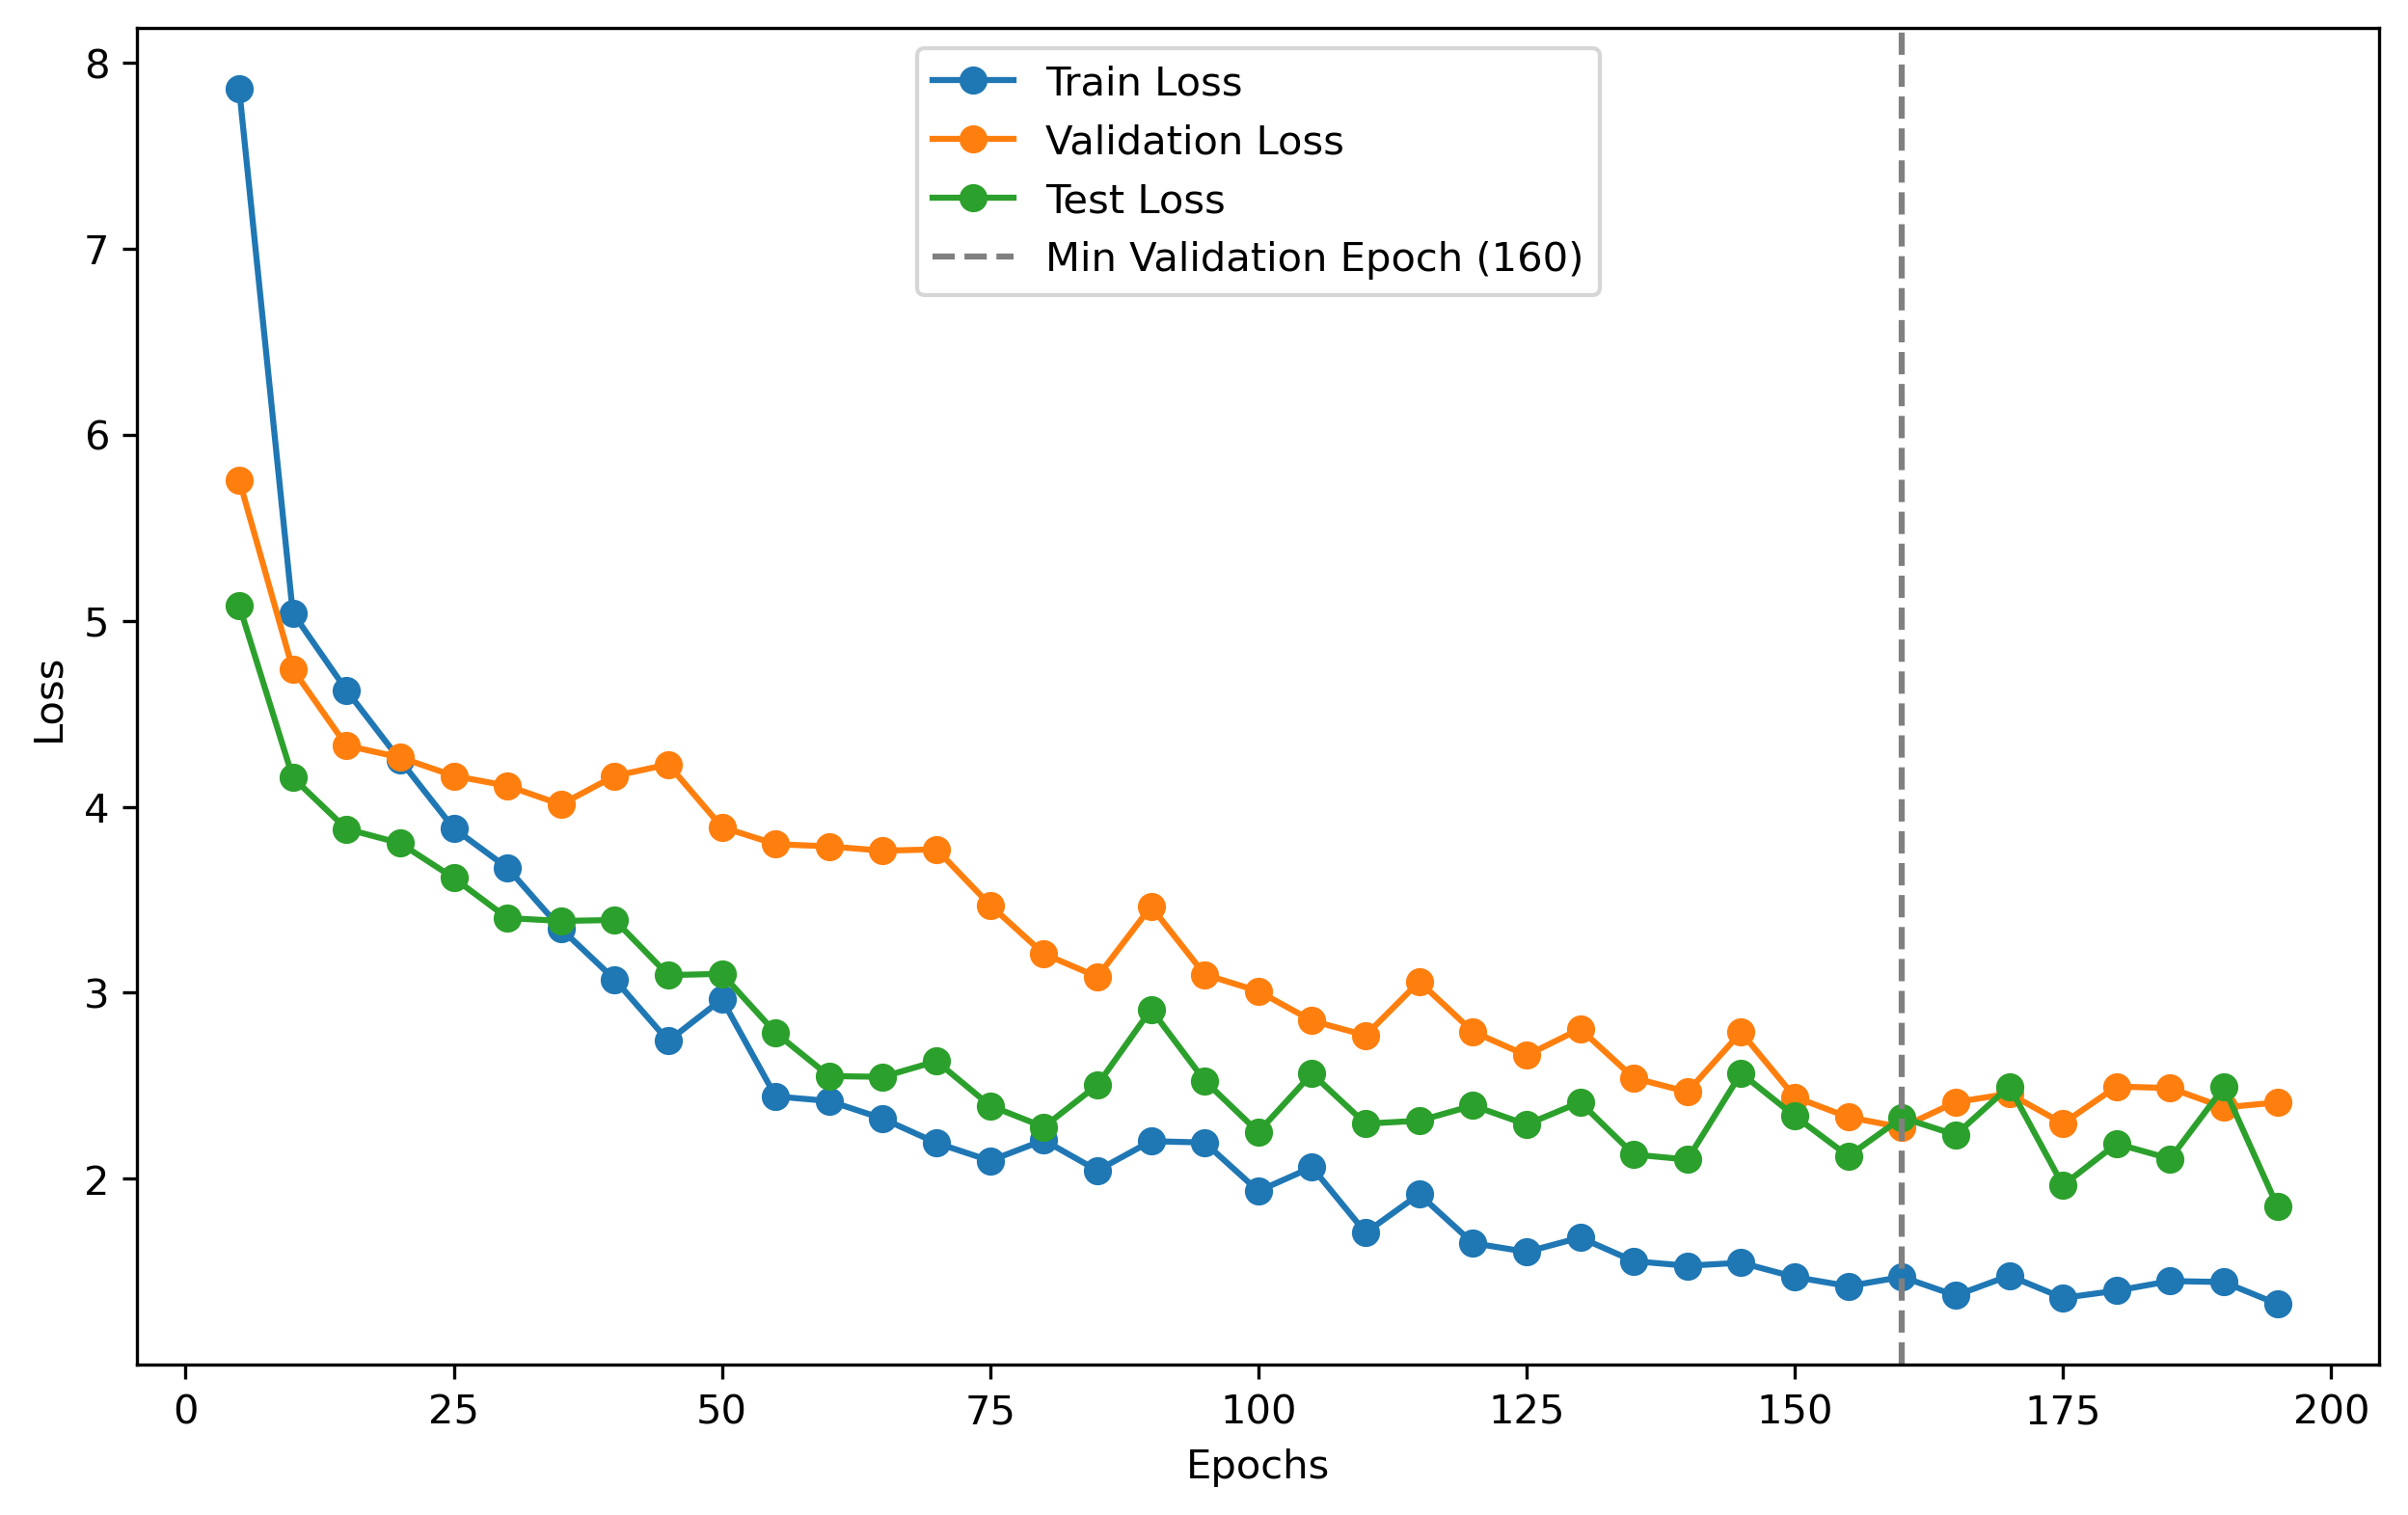 8
7
6
5
4
3
2
Loss
Train Loss
Validation Loss
Test Loss
Min Validation Epoch (160)
0 25 50 75 100 125 150 175 200
Epochs